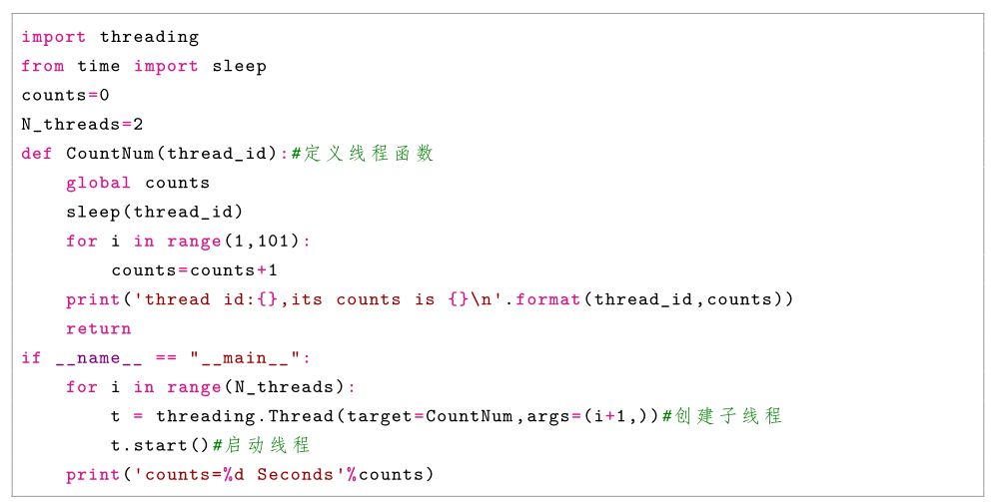 import threading
from time import sleep
counts=0
N_threads=2
def CountNum(thread_id):#定义线程函数
    global counts
    sleep(thread_id)
    for i in range(1,101):
        counts=counts+1
    print('thread id:{},its counts is {}\n'.format(thread_id,counts))
    return
if __name__ == "__main__":
    for i in range(N_threads):
        t = threading.Thread(target=CountNum,args=(i+1,))#创建子线程
        t.start()#启动线程
    print('counts=%d Seconds'%counts)